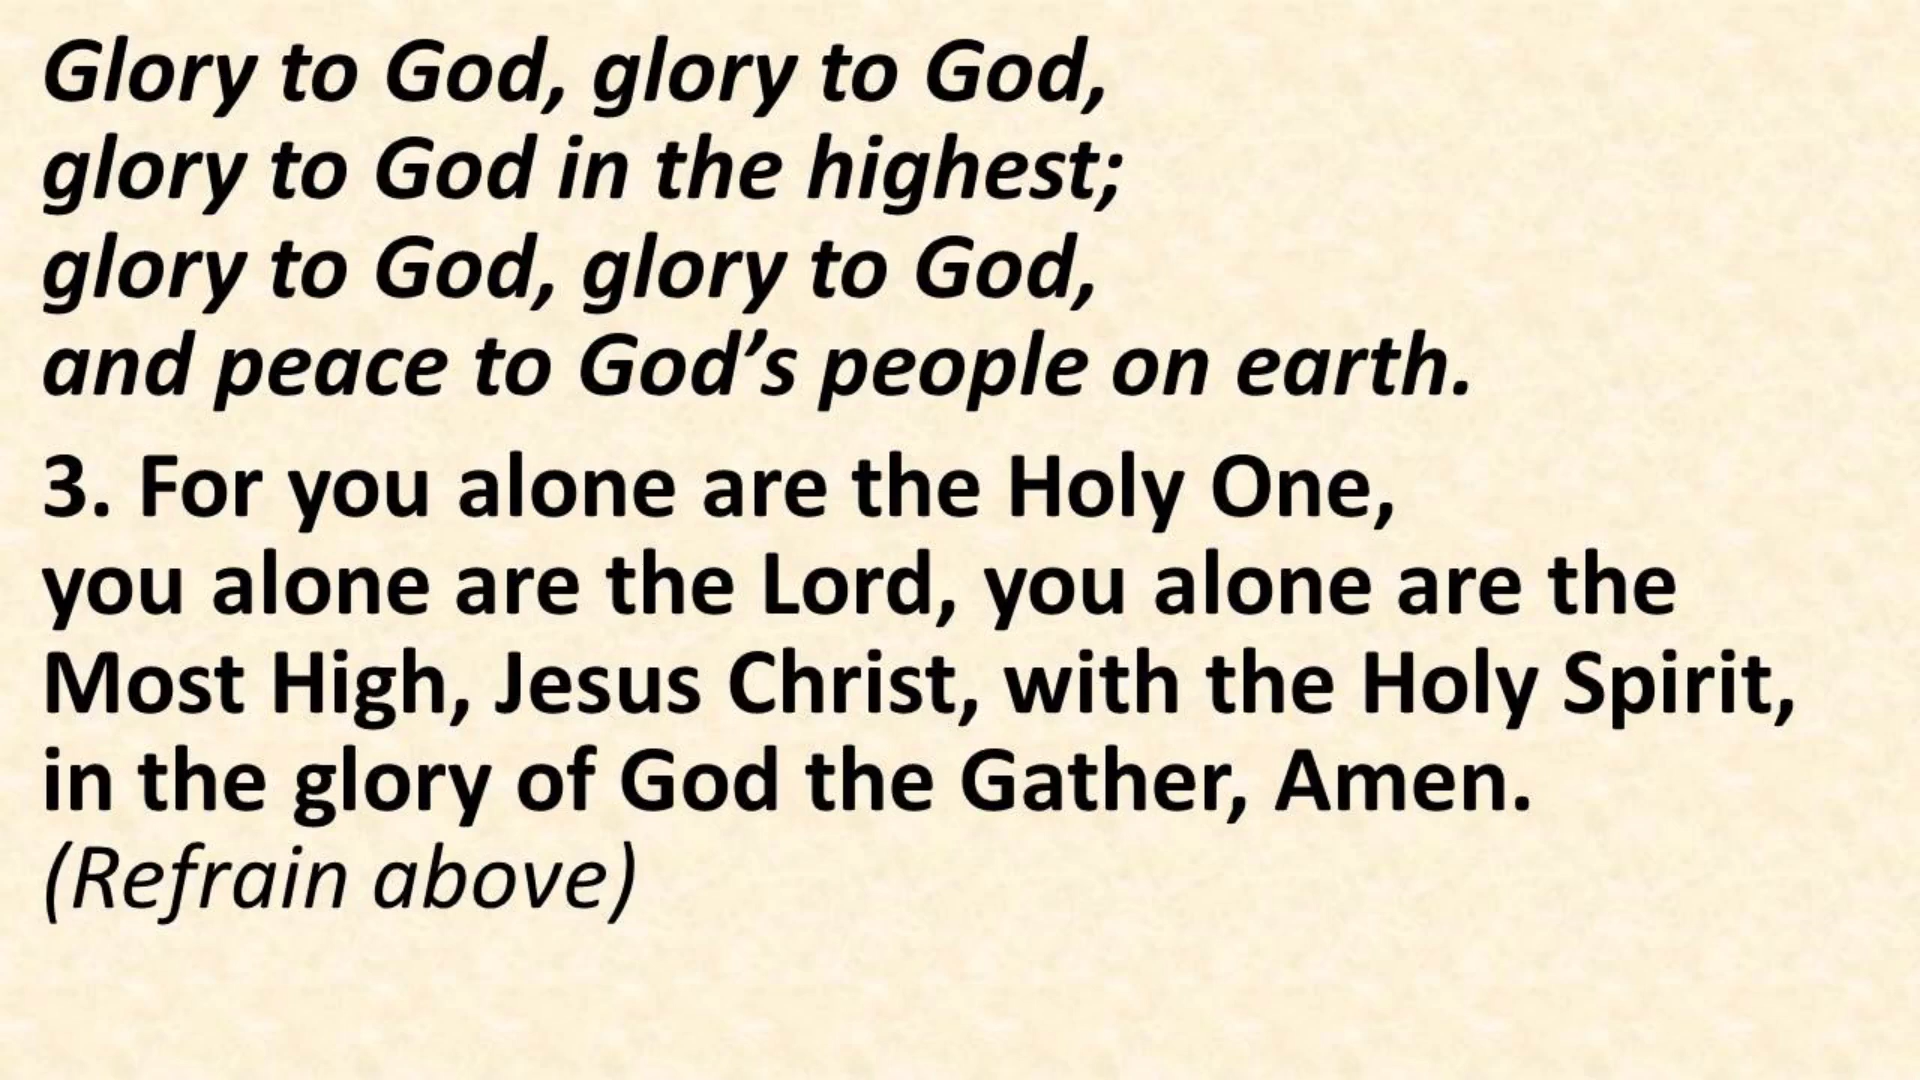 Glory to God, glory to God,
glory to God in the highest;
glory to God, glory to God,
and peace to God’s people on earth.
3. For you alone are the Holy One,
you alone are the Lord, you alone are the
Most High, Jesus Christ, with the Holy Spirit,
in the glory of God the Gather, Amen.
(Refrain above)